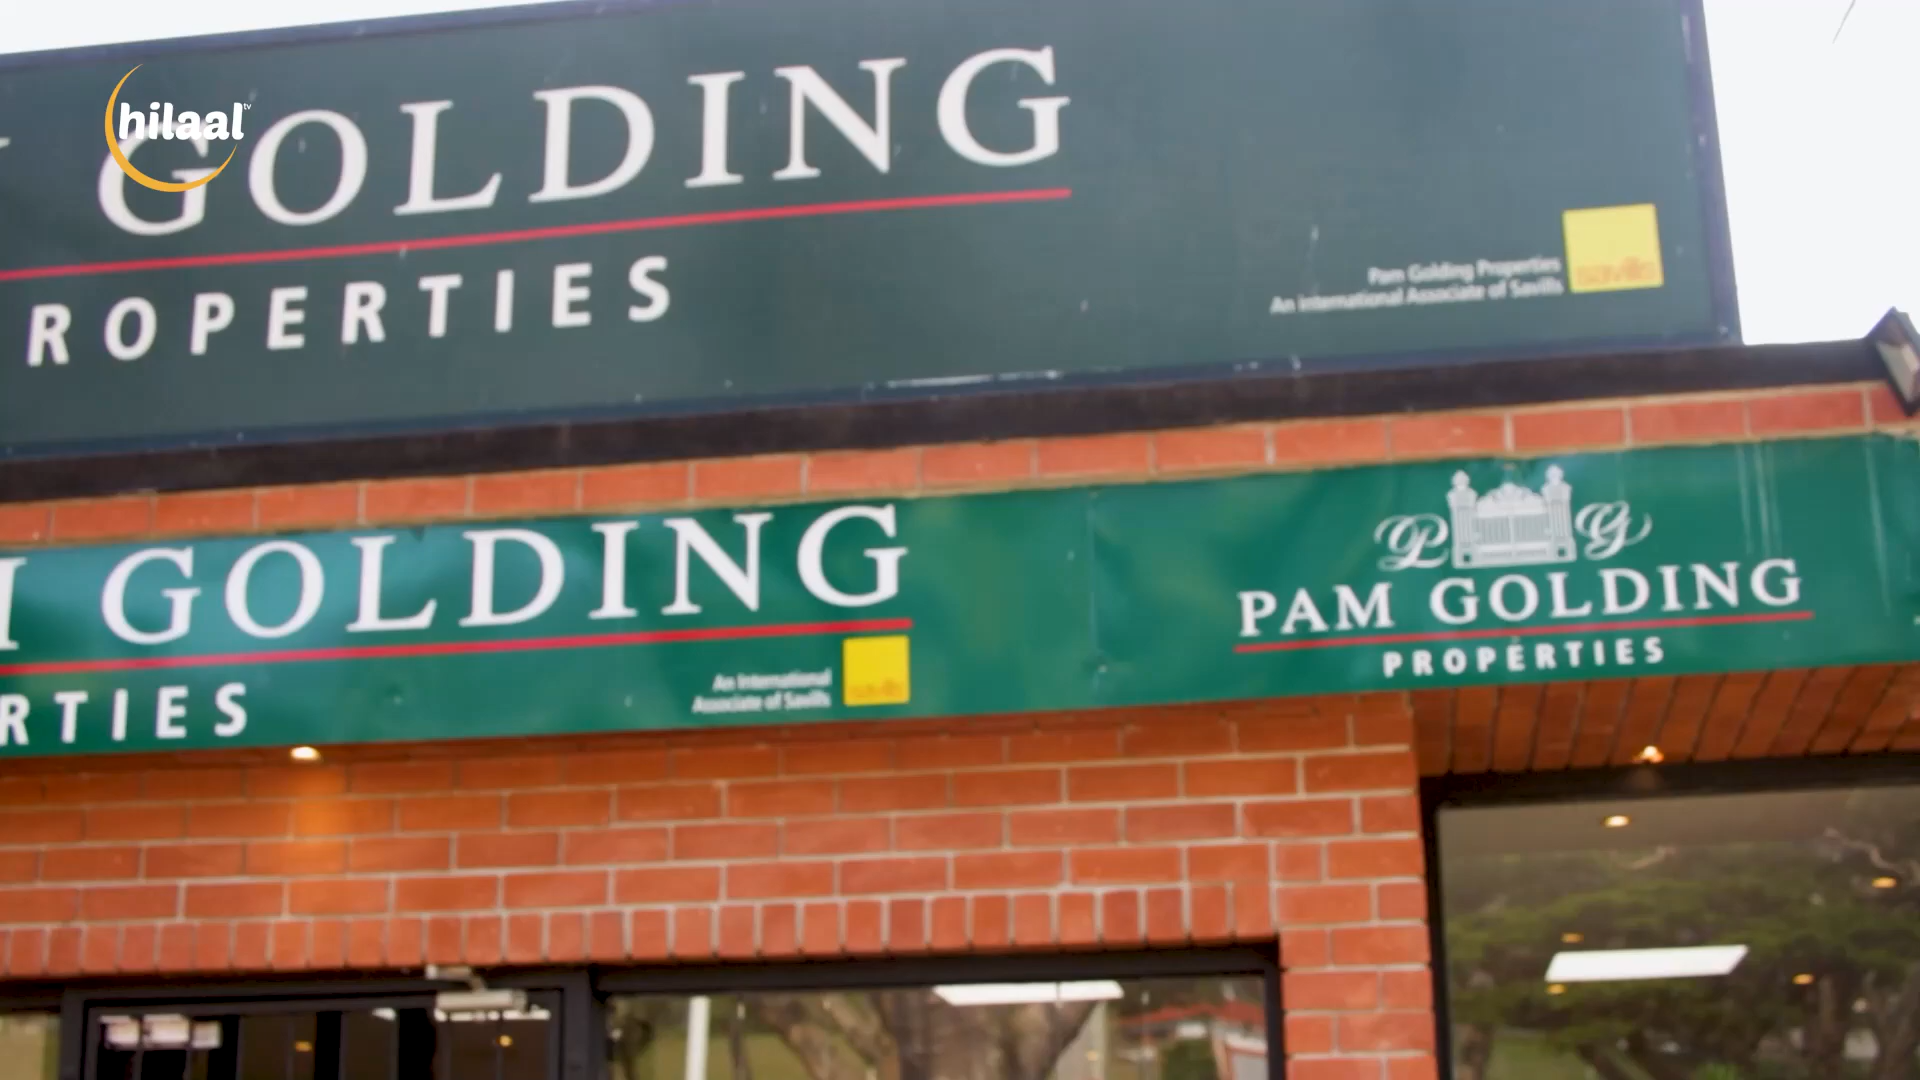 hilaal tv
GOLDING
ROPERTIES
Pam Golding Properties
An International Associate of Savills
savills
M GOLDING
RTIES
An International
Associate of Savills
savills
P G
PAM GOLDING
PROPERTIES